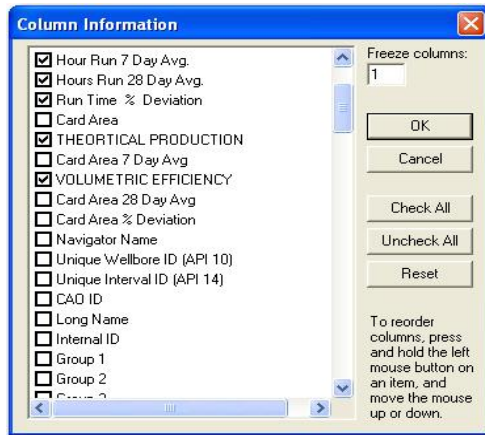 Column Information
Hour Run 7 Day Avg.
Hours Run 28 Day Avg.
Run Time % Deviation
Card Area
THEORTICAL PRODUCTION
Card Area 7 Day Avg
VOLUMETRIC EFFICIENCY
Card Area 28 Day Avg
Card Area % Deviation
Navigator Name
Unique Wellbore ID (API 10)
Unique Interval ID (API 14)
CAO ID
Long Name
Internal ID
Group 1
Group 2
Freeze columns:
1
OK
Cancel
Check All
Uncheck All
Reset
To reorder
columns, press
and hold the left
mouse button on
an item, and
move the mouse
up or down.